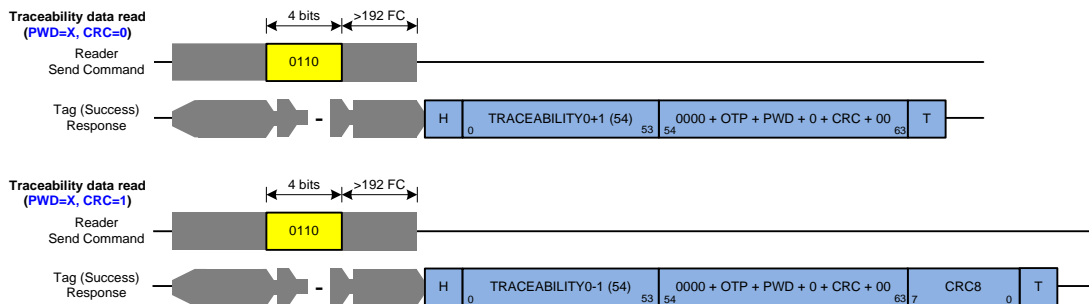 Traceability data read
(PWD=X, CRC=0)
4 bits
>192 FC
Reader
Send Command
0110
Tag (Success)
Response
-
H
0
TRACEABILITY0+1 (54)
53
54
0000 + OTP + PWD + 0 + CRC + 00
63
T
Traceability data read
(PWD=X, CRC=1)
4 bits
>192 FC
Reader
Send Command
0110
Tag (Success)
Response
-
H
0
TRACEABILITY0-1 (54)
53
54
0000 + OTP + PWD + 0 + CRC + 00
63
7
CRC8
0
T